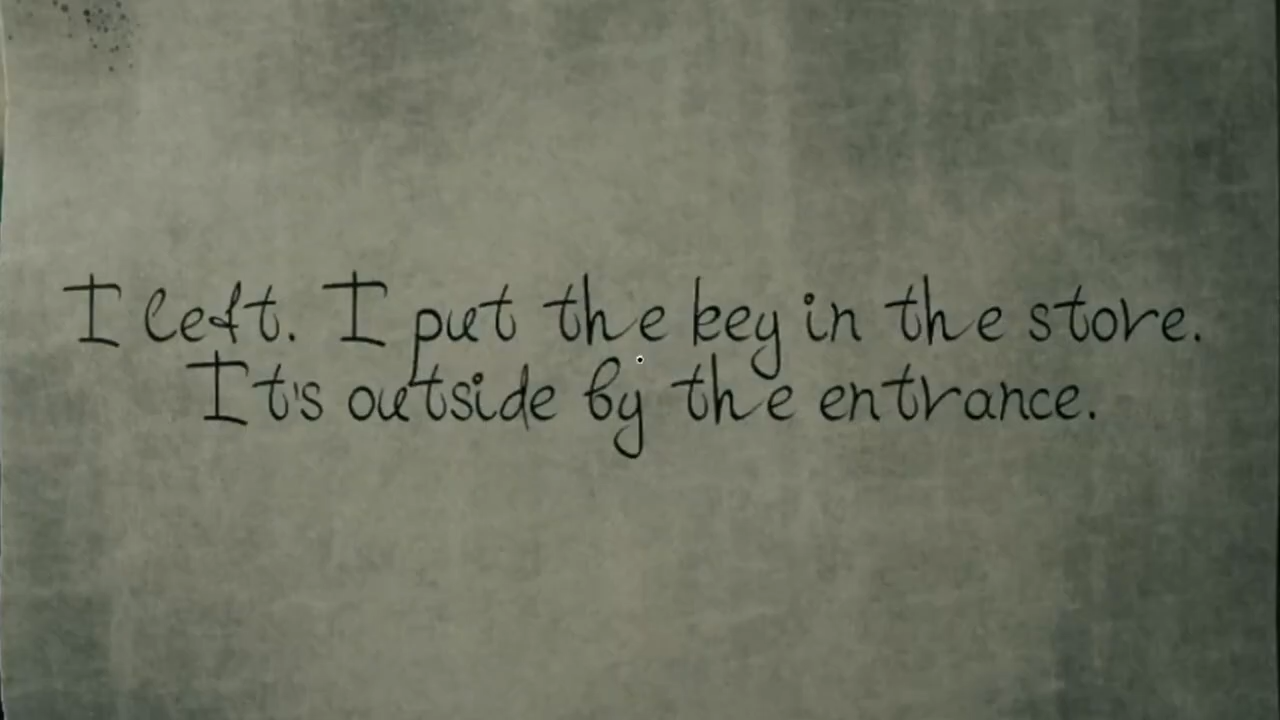 I left. I put the key in the store.
It's outside by the entrance.